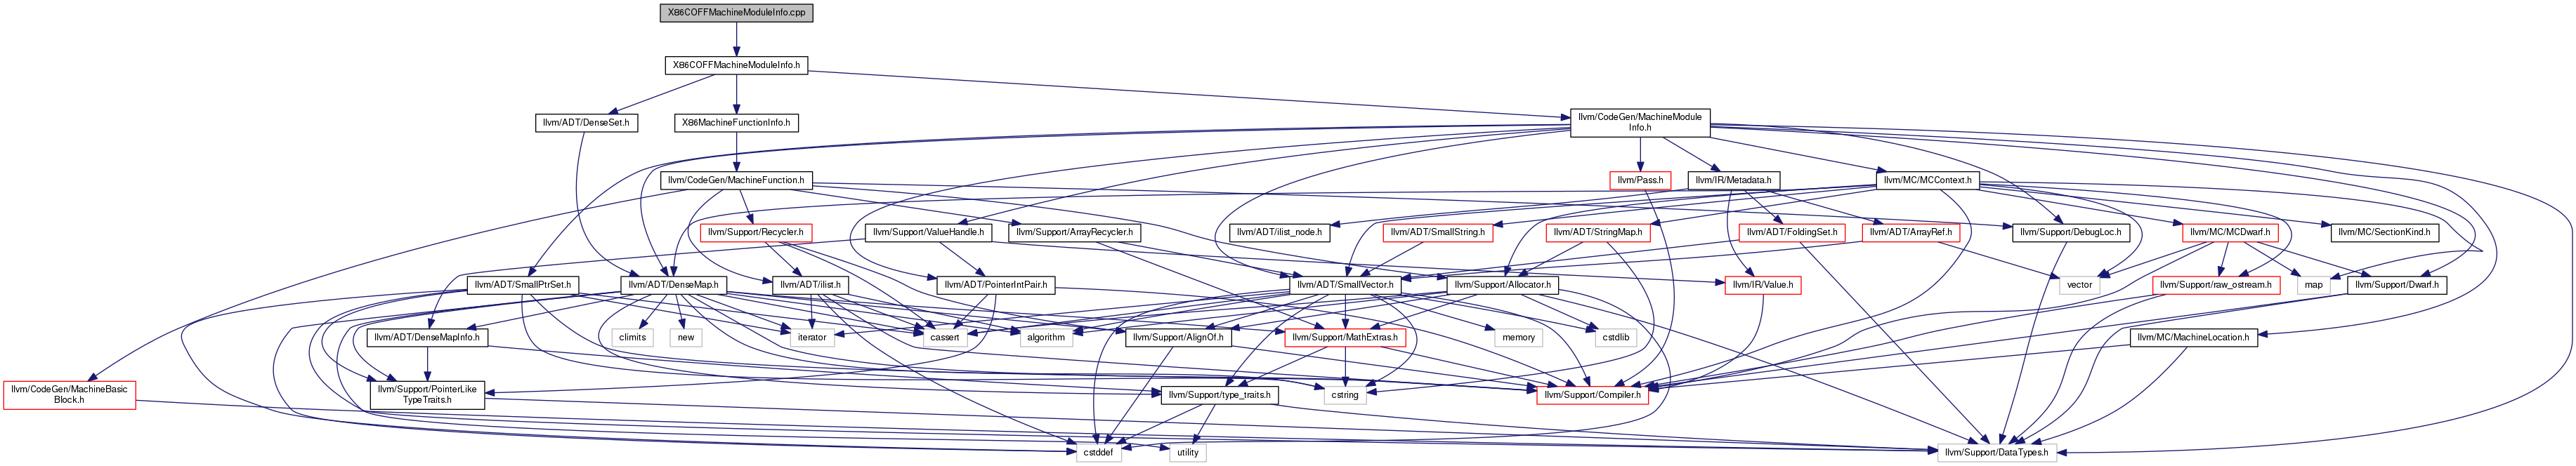 X86COFFMachineModuleInfo.cpp
X86COFFMachineModuleInfo.h
llvm/ADT/DenseSet.h
X86MachineFunctionInfo.h
llvm/CodeGen/MachineModule
Info.h
llvm/CodeGen/MachineFunction.h
llvm/Pass.h
llvm/IR/Metadata.h
llvm/MC/MCContext.h
llvm/Support/Recycler.h
llvm/Support/ValueHandle.h
llvm/Support/ArrayRecycler.h
llvm/ADT/ilist_node.h
llvm/ADT/SmallString.h
llvm/ADT/StringMap.h
llvm/ADT/FoldingSet.h
llvm/ADT/ArrayRef.h
llvm/Support/DebugLoc.h
llvm/MC/MCDwarf.h
llvm/MC/SectionKind.h
llvm/ADT/SmallPtrSet.h
llvm/ADT/DenseMap.h
llvm/ADT/ilist.h
llvm/ADT/PointerIntPair.h
llvm/ADT/SmallVector.h
llvm/Support/Allocator.h
llvm/IR/Value.h
vector
llvm/Support/raw_ostream.h
map
llvm/Support/Dwarf.h
llvm/ADT/DenseMapInfo.h
climits
new
iterator
cassert
algorithm
llvm/Support/AlignOf.h
llvm/Support/MathExtras.h
memory
cstdlib
llvm/MC/MachineLocation.h
llvm/CodeGen/MachineBasic
Block.h
llvm/Support/PointerLike
TypeTraits.h
llvm/Support/type_traits.h
cstring
llvm/Support/Compiler.h
cstddef
utility
llvm/Support/DataTypes.h